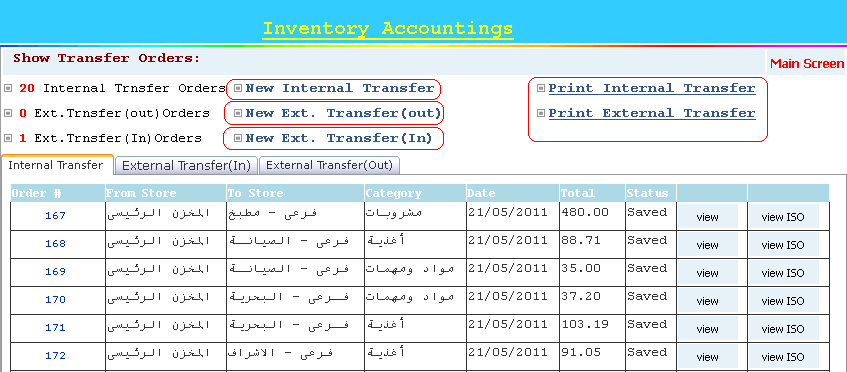 Inventory Accountings
Show Transfer Orders:
Main Screen
20 Internal Trnsfer Orders New Internal Transfer Print Internal Transfer
0 Ext.Trnsfer(out)Orders New Ext. Transfer(out) Print External Transfer
1 Ext.Trnsfer(In)Orders New Ext. Transfer(In)
Internal Transfer External Transfer(In) External Transfer(Out)
Order # From Store To Store Category Date Total Status
167 المخزن الرئيسى فرعى - مطبخ مشروبات 21/05/2011 480.00 Saved view view ISO
168 المخزن الرئيسى فرعى - الصيانة أغذية 21/05/2011 88.71 Saved view view ISO
169 المخزن الرئيسى فرعى - الصيانة مواد ومهمات 21/05/2011 35.00 Saved view view ISO
170 المخزن الرئيسى فرعى - البحرية مواد ومهمات 21/05/2011 37.20 Saved view view ISO
171 المخزن الرئيسى فرعى - البحرية أغذية 21/05/2011 103.19 Saved view view ISO
172 المخزن الرئيسى فرعى - الاشراف أغذية 21/05/2011 91.05 Saved view view ISO